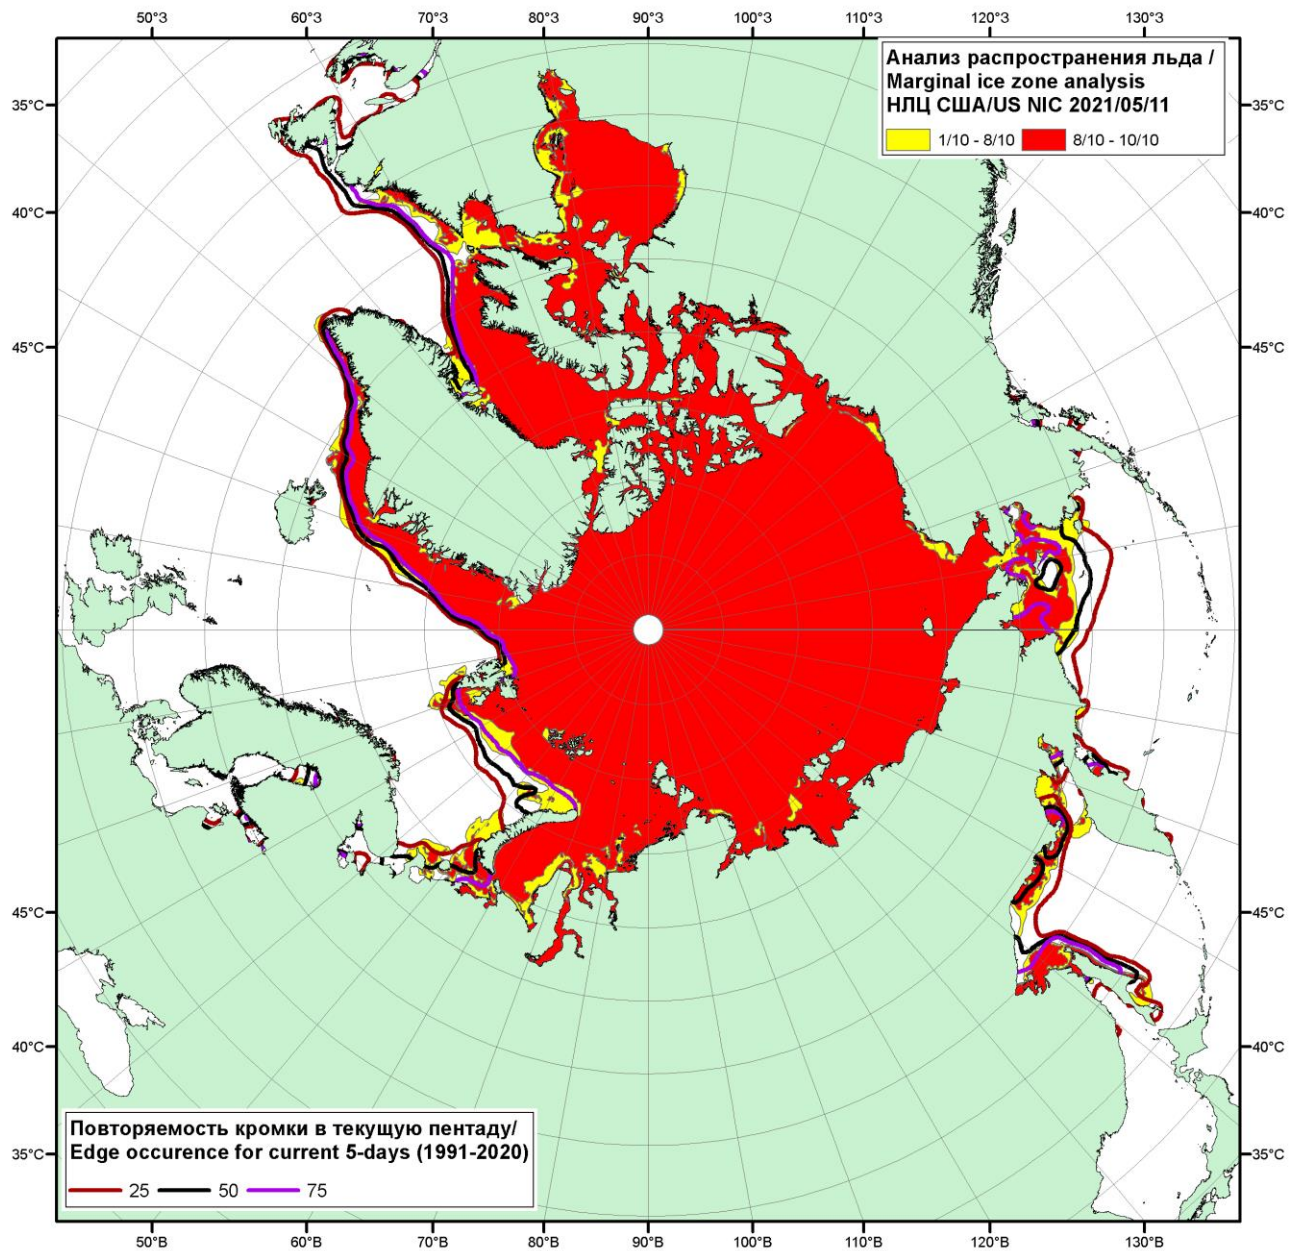 50°З 60°З 70°З 80°З 90°З 100°З 110°З 120°З 130°З
Анализ распространения льда /
Marginal ice zone analysis
НЛЦ США/US NIC 2021/05/11
1/10 - 8/10 8/10 - 10/10
35°С 35°С
40°С 40°С
45°С 45°С
45°С 45°С
40°С 40°С
35°С 35°С
Повторяемость кромки в текущую пентаду/
Edge occurence for current 5-days (1991-2020)
25 50 75
50°В 60°В 70°В 80°В 90°В 100°В 110°В 120°В 130°В